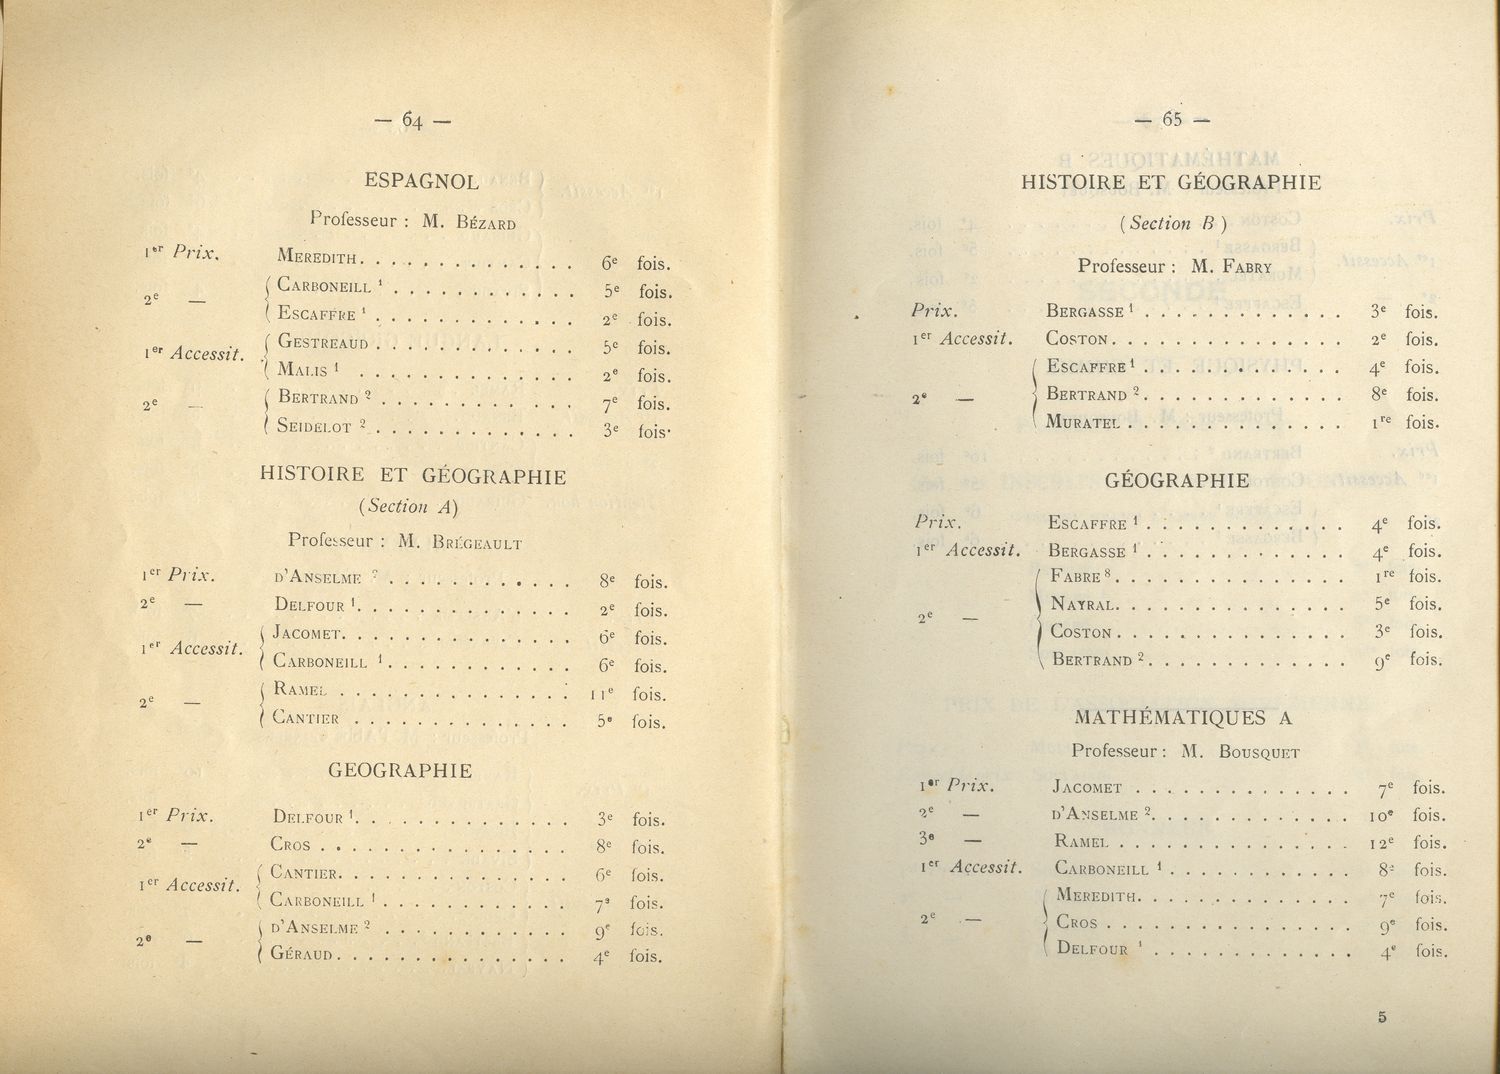 — 64 —
ESPAGNOL
Professeur : M. Bézard
1er Prix. Meredith. . . . . . . . . . . . . . 6e fois.
2e — Carboneill 1 . . . . . . . . . . . . 5e fois.
Escaffre 1 . . . . . . . . . . . . . 2e fois.
1er Accessit. Gestreaud . . . . . . . . . . . . . 5e fois.
Malis 1 . . . . . . . . . . . . . . 2e fois.
2e — Bertrand 2 . . . . . . . . . . . . 7e fois.
Seidelot 2 . . . . . . . . . . . . . 3e fois.
HISTOIRE ET GÉOGRAPHIE
(Section A)
Professeur : M. Brégeault
1er Prix. d'Anselme 2 . . . . . . . . . . . . 8e fois.
2e — Delfour 1. . . . . . . . . . . . . . 2e fois.
1er Accessit. Jacomet. . . . . . . . . . . . . . . 6e fois.
Carboneill 1. . . . . . . . . . . . 6e fois.
2e — Ramel . . . . . . . . . . . . . . . 11e fois.
Cantier . . . . . . . . . . . . . . 5e fois.
GEOGRAPHIE
1er Prix. Delfour 1. . . . . . . . . . . . . . 3e fois.
2e — Cros . . . . . . . . . . . . . . . . 8e fois.
1er Accessit. Cantier. . . . . . . . . . . . . . . 6e fois.
Carboneill 1 . . . . . . . . . . . . 7e fois.
2e — d'Anselme 2 . . . . . . . . . . . . 9e fois.
Géraud. . . . . . . . . . . . . . . 4e fois.
— 65 —
HISTOIRE ET GÉOGRAPHIE
(Section B)
Professeur : M. Fabry
Prix. Bergasse 1 . . . . . . . . . . . . . 3e fois.
1er Accessit. Coston. . . . . . . . . . . . . . . 2e fois.
Escaffre 1 . . . . . . . . . . . . . 4e fois.
2e — Bertrand 2. . . . . . . . . . . . . 8e fois.
Muratel . . . . . . . . . . . . . . 1re fois.
GÉOGRAPHIE
Prix. Escaffre 1 . . . . . . . . . . . . . 4e fois.
1er Accessit. Bergasse 1 . . . . . . . . . . . . . 4e fois.
Fabre 8. . . . . . . . . . . . . . . 1re fois.
2e — Nayral. . . . . . . . . . . . . . . 5e fois.
Coston . . . . . . . . . . . . . . . 3e fois.
Bertrand 2. . . . . . . . . . . . . 9e fois.
MATHÉMATIQUES A
Professeur : M. Bousquet
1er Prix. Jacomet . . . . . . . . . . . . . . 7e fois.
2e — d'Anselme 2. . . . . . . . . . . . . 10e fois.
3e — Ramel . . . . . . . . . . . . . . . 12e fois.
1er Accessit. Carboneill 1 . . . . . . . . . . . . 8e fois.
Meredith. . . . . . . . . . . . . . 7e fois.
2e — Cros . . . . . . . . . . . . . . . . 9e fois.
Delfour 1 . . . . . . . . . . . . . 4e fois.
5